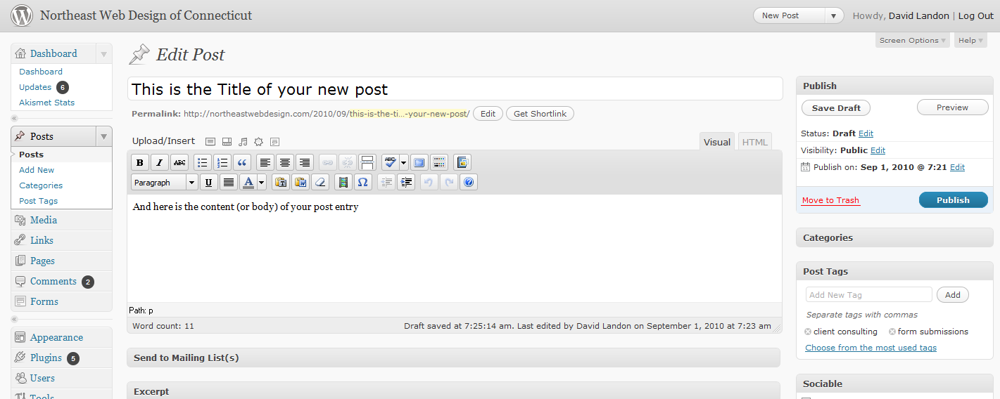 Northeast Web Design of Connecticut
New Post
Howdy, David Landon | Log Out
Screen Options
Help
Dashboard
Dashboard
Updates 6
Akismet Stats
Posts
Posts
Add New
Categories
Post Tags
Media
Links
Pages
Comments 2
Forms
Appearance
Plugins 5
Users
Tools
Edit Post
This is the Title of your new post
Permalink: http://northeastwebdesign.com/2010/09/this-is-the-ti...-your-new-post/ Edit Get Shortlink
Upload/Insert
Visual HTML
B I ABC ABC
Paragraph U A
And here is the content (or body) of your post entry
Path: p
Word count: 11
Draft saved at 7:25:14 am. Last edited by David Landon on September 1, 2010 at 7:23 am
Send to Mailing List(s)
Excerpt
Publish
Save Draft Preview
Status: Draft Edit
Visibility: Public Edit
Publish on: Sep 1, 2010 @ 7:21 Edit
Move to Trash Publish
Categories
Post Tags
Add New Tag Add
Separate tags with commas
client consulting form submissions
Choose from the most used tags
Sociable